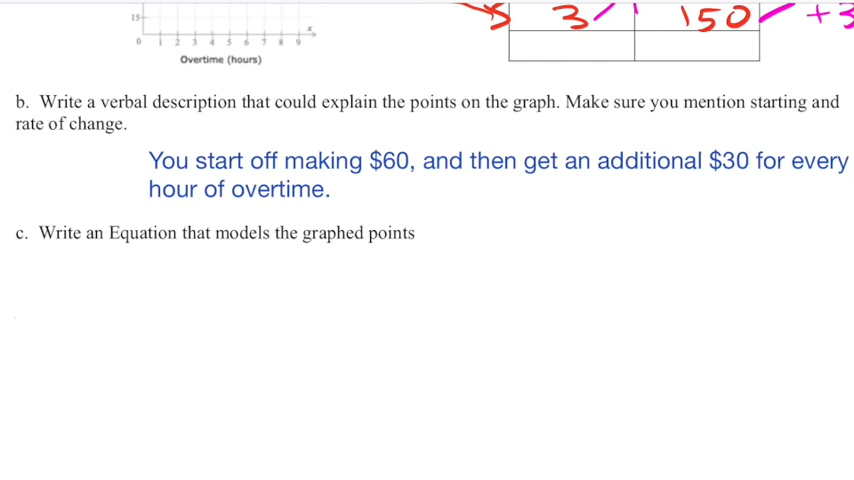 15
x
0 1 2 3 4 5 6 7 8 9
Overtime (hours)
3 150 +3
b. Write a verbal description that could explain the points on the graph. Make sure you mention starting and
rate of change.
You start off making $60, and then get an additional $30 for every
hour of overtime.
c. Write an Equation that models the graphed points